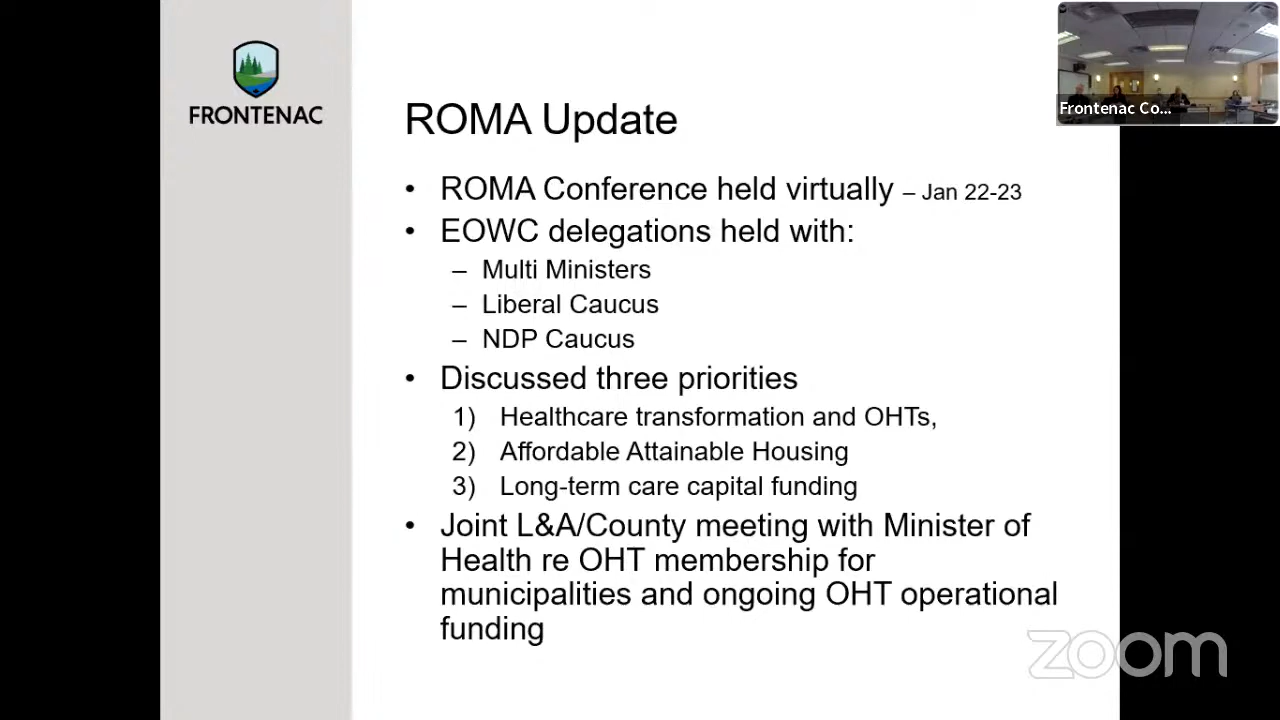 FRONTENAC
Frontenac Co...
ROMA Update
• ROMA Conference held virtually – Jan 22-23
• EOWC delegations held with:
– Multi Ministers
– Liberal Caucus
– NDP Caucus
• Discussed three priorities
1) Healthcare transformation and OHTs,
2) Affordable Attainable Housing
3) Long-term care capital funding
• Joint L&A/County meeting with Minister of
Health re OHT membership for
municipalities and ongoing OHT operational
funding
zoom